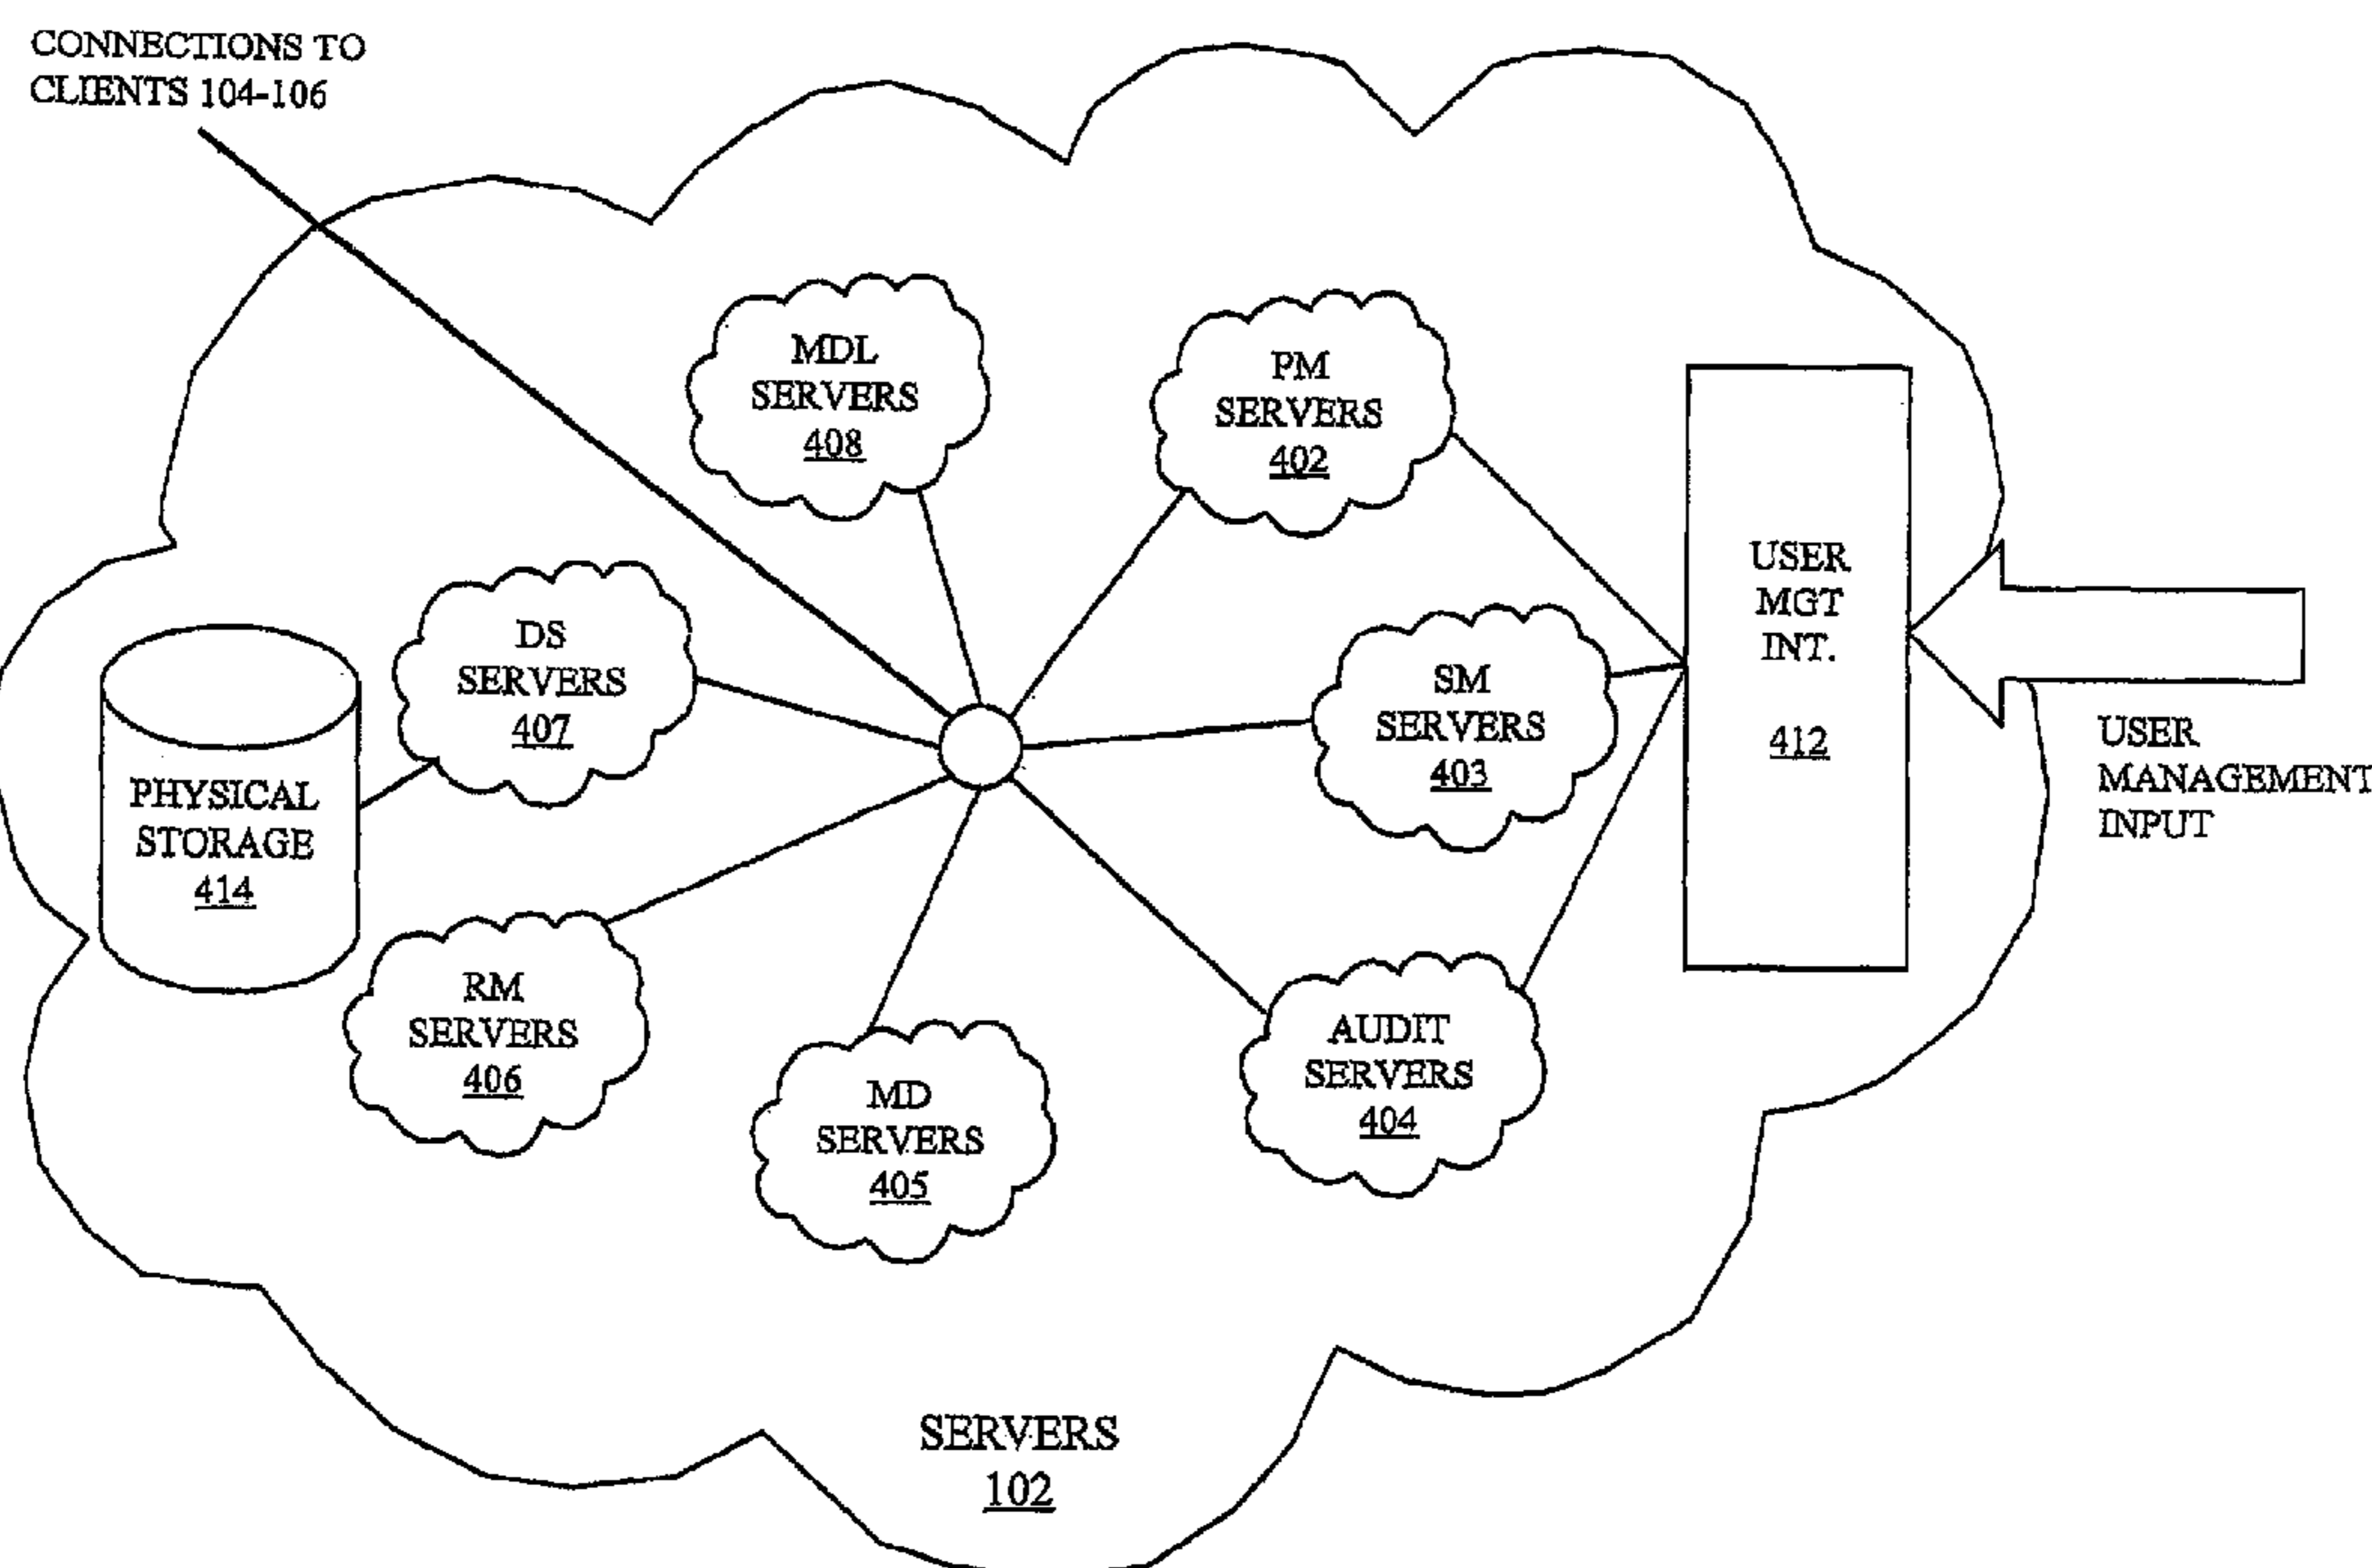 CONNECTIONS TO
CLIENTS 104-106
MDL
SERVERS
408
PM
SERVERS
402
USER
MGT
INT.
412
DS
SERVERS
407
SM
SERVERS
403
USER
MANAGEMENT
INPUT
PHYSICAL
STORAGE
414
RM
SERVERS
406
MD
SERVERS
405
AUDIT
SERVERS
404
SERVERS
102